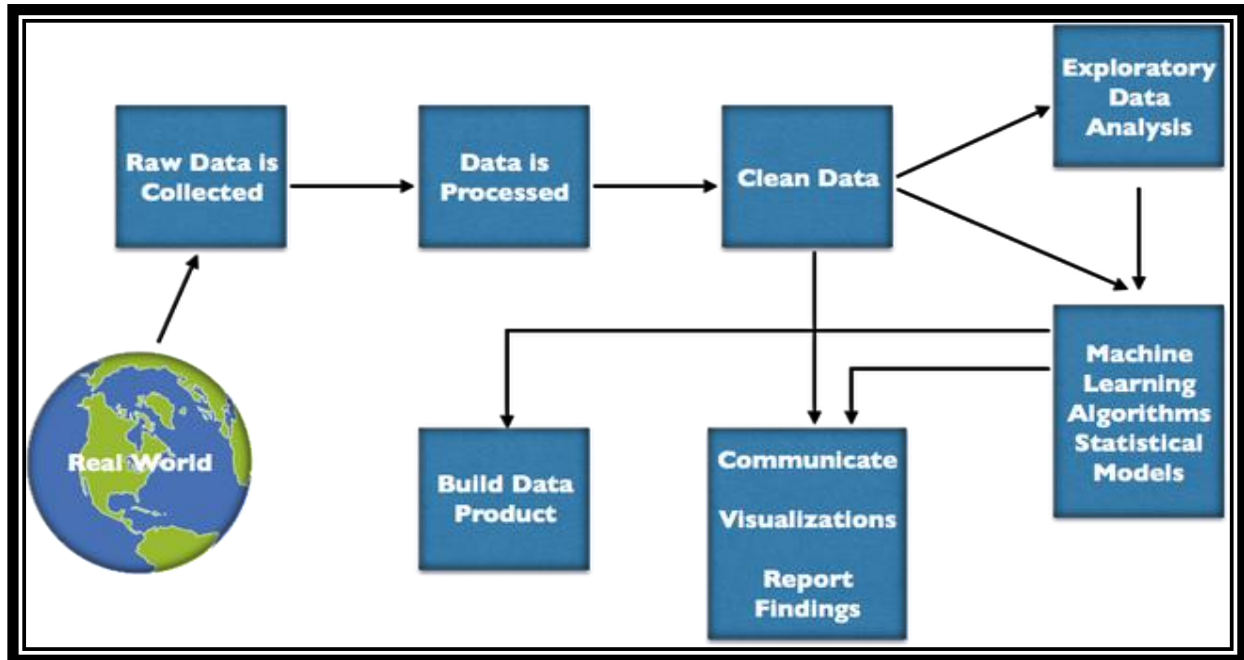 Exploratory
Data
Analysis
Raw Data is
Collected
Data is
Processed
Clean Data
Machine
Learning
Algorithms
Statistical
Models
Real World
Build Data
Product
Communicate
Visualizations
Report
Findings